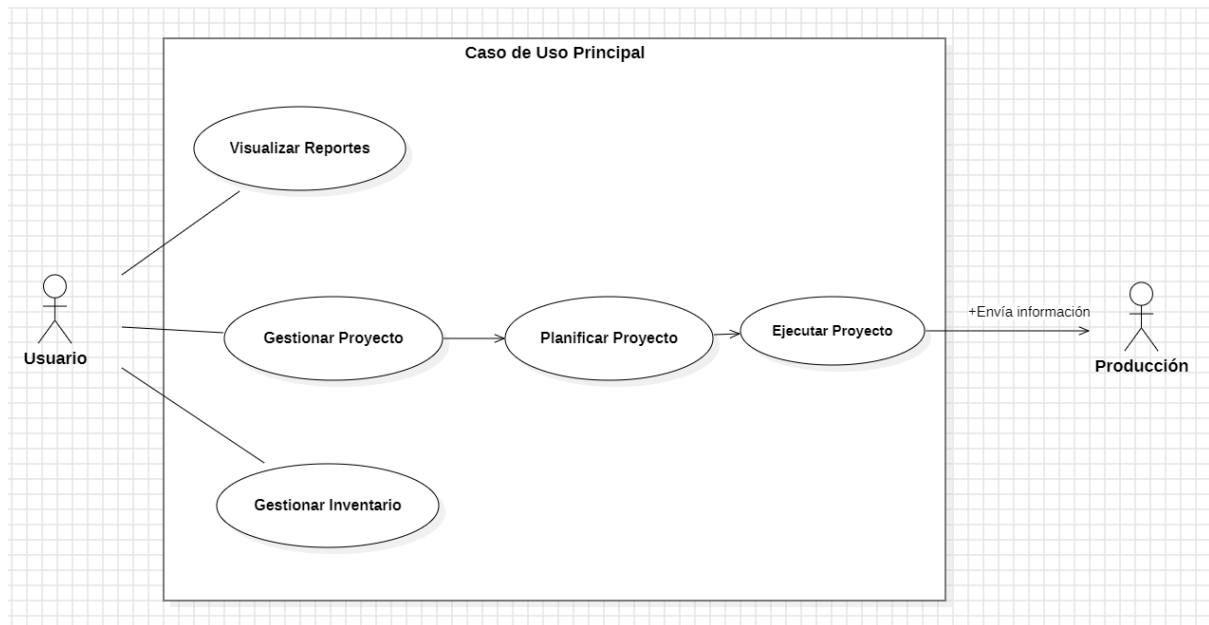 Caso de Uso Principal
Visualizar Reportes
Usuario
Gestionar Proyecto
Planificar Proyecto
Ejecutar Proyecto
+Envía información
Producción
Gestionar Inventario